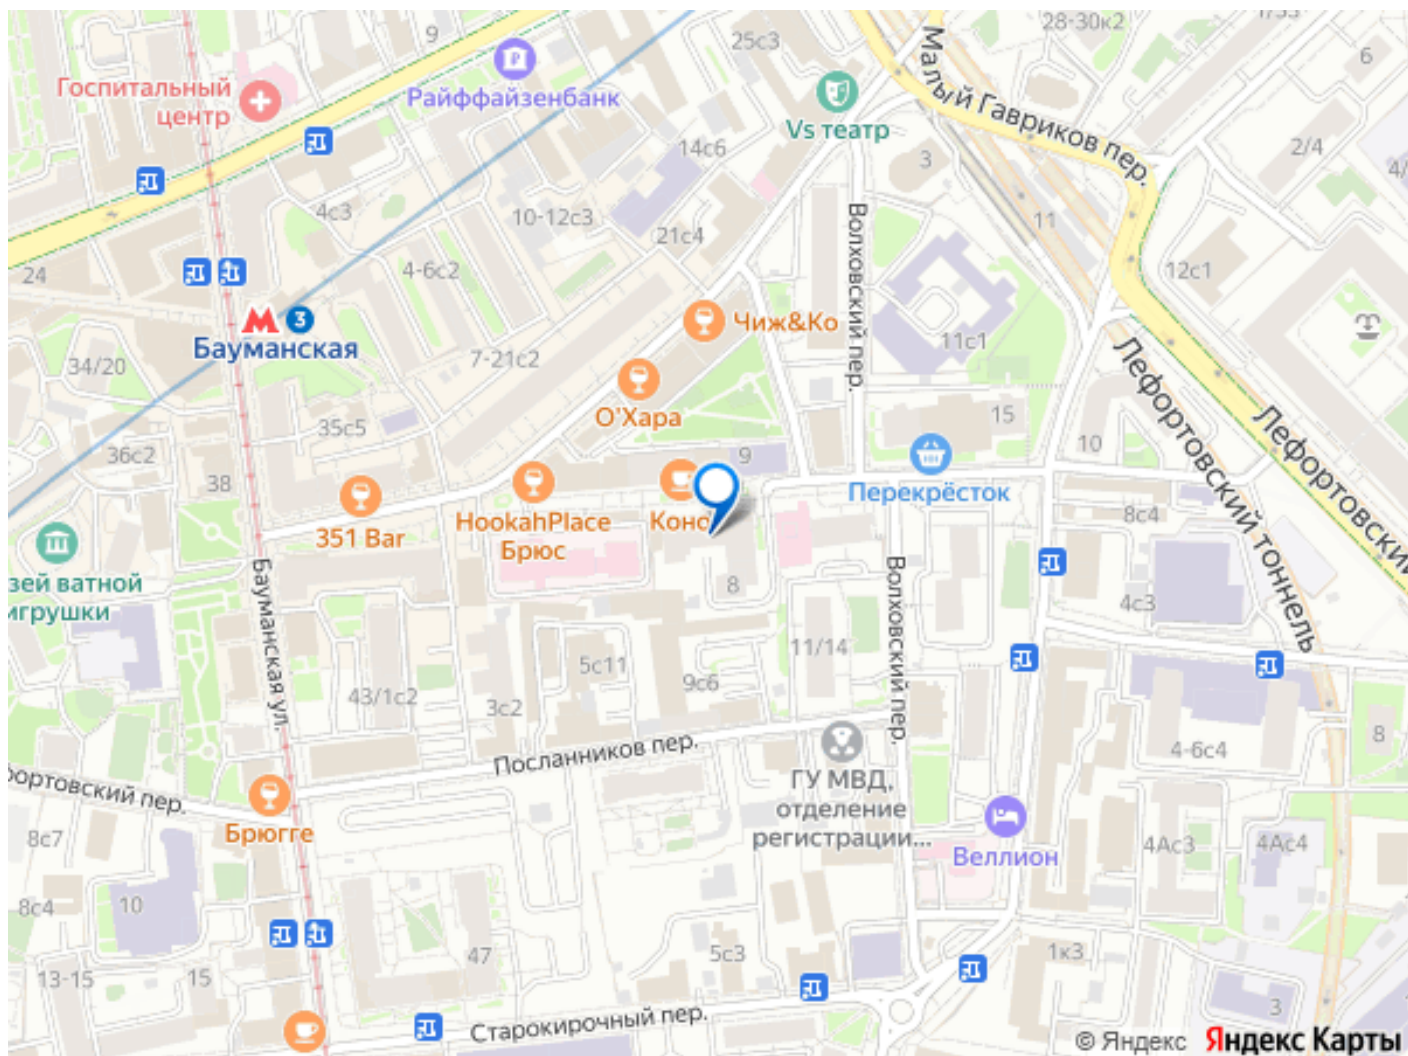 9
25с3
28-30к2
6
Малый Гавриков пер.
Райффайзенбанк
Госпитальный
центр
Vs театр
14с6
3
2/4
4с3
10-12с3
21с4
Волховский пер.
11
12с1
24
4-6с2
3
Бауманская
Чиж&Ко
11с1
34/20
7-21с2
О'Хара
15
10
Лефортовский тоннель
Лефортовский
35с5
36с2
38
9
Перекрёсток
351 Bar
HookahPlace
Брюс
8с4
зей ватной
игрушки
Бауманская ул.
8
Волховский пер.
4с3
5с11
11/14
9с6
43/1с2
3с2
Посланников пер.
4-6с4
8
ГУ МВД,
отделение
регистрации...
ортовский пер.
Брюгге
8с7
Веллион
4Ас3
4Ас4
8с4
10
47
5с3
1к3
13-15
15
3
Старокирочный пер.
© Яндекс Яндекс Карты